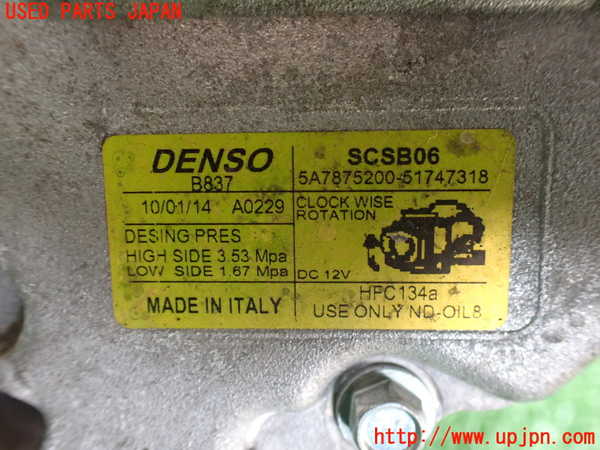 USED PARTS JAPAN
DENSO
B837
10/01/14 A0229
DESING PRES
HIGH SIDE 3.53 Mpa
LOW SIDE 1.67 Mpa
MADE IN ITALY
SCSB06
5A7875200-51747318
CLOCK WISE
ROTATION
DC 12V
HFC134a
USE ONLY ND-OIL8
http://www.upjpn.com/